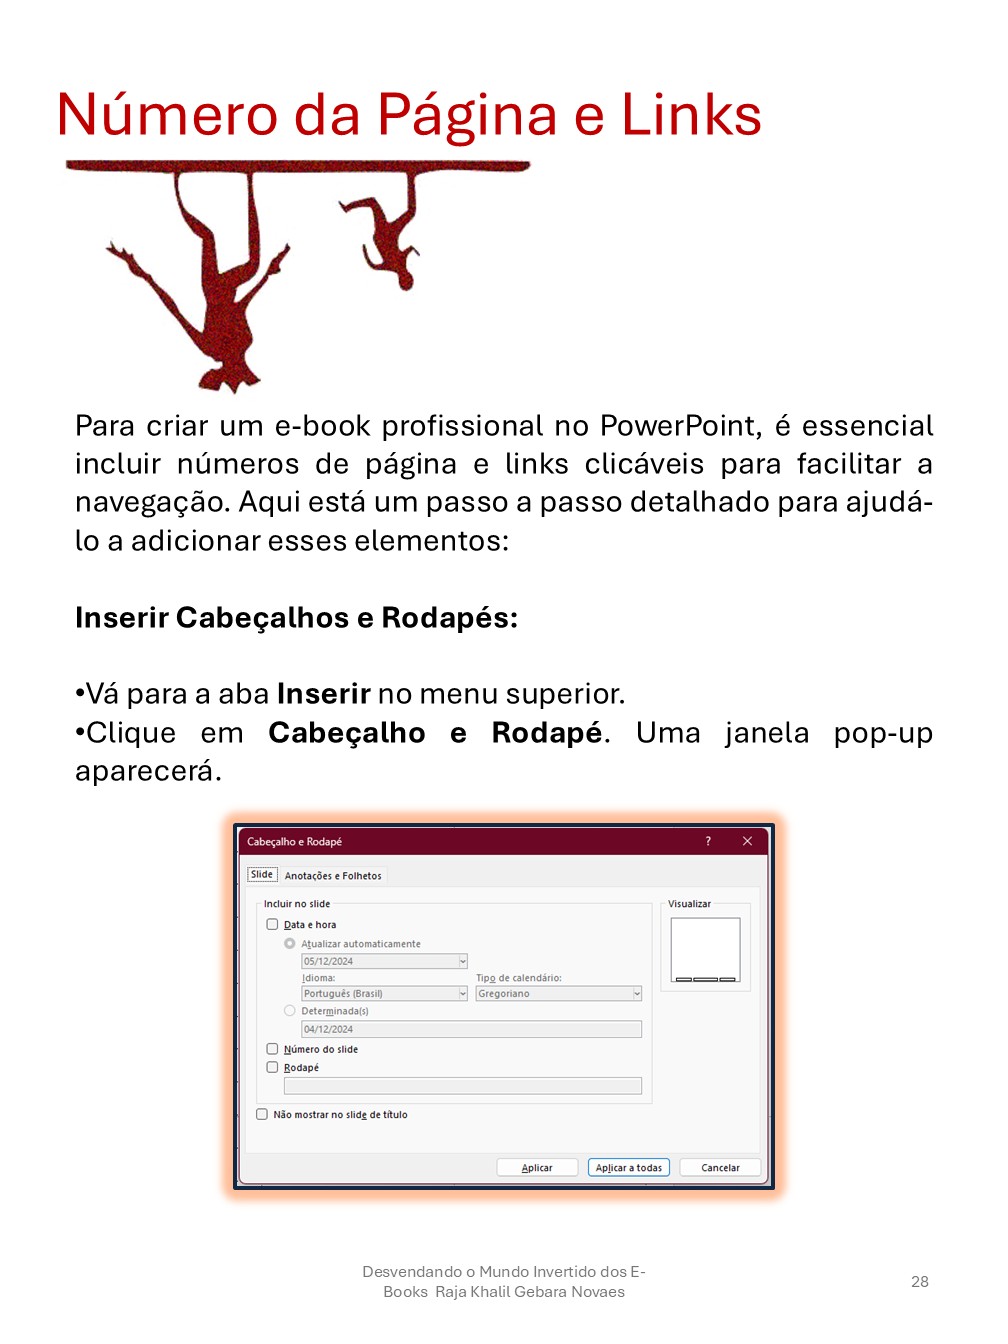 Número da Página e Links
Para criar um e-book profissional no PowerPoint, é essencial
incluir números de página e links clicáveis para facilitar a
navegação. Aqui está um passo a passo detalhado para ajudá-
lo a adicionar esses elementos:
Inserir Cabeçalhos e Rodapés:
•Vá para a aba Inserir no menu superior.
•Clique em Cabeçalho e Rodapé. Uma janela pop-up
aparecerá.
Cabeçalho e Rodapé ? ×
Slide Anotações e Folhetos
Incluir no slide
Data e hora
Atualizar automaticamente
05/12/2024
Idioma: Tipo de calendário:
Português (Brasil) Gregoriano
Determinada(s)
04/12/2024
Número do slide
Rodapé
Não mostrar no slide de título
Visualizar
Aplicar Aplicar a todas Cancelar
Desvendando o Mundo Invertido dos E-
Books Raja Khalil Gebara Novaes
28